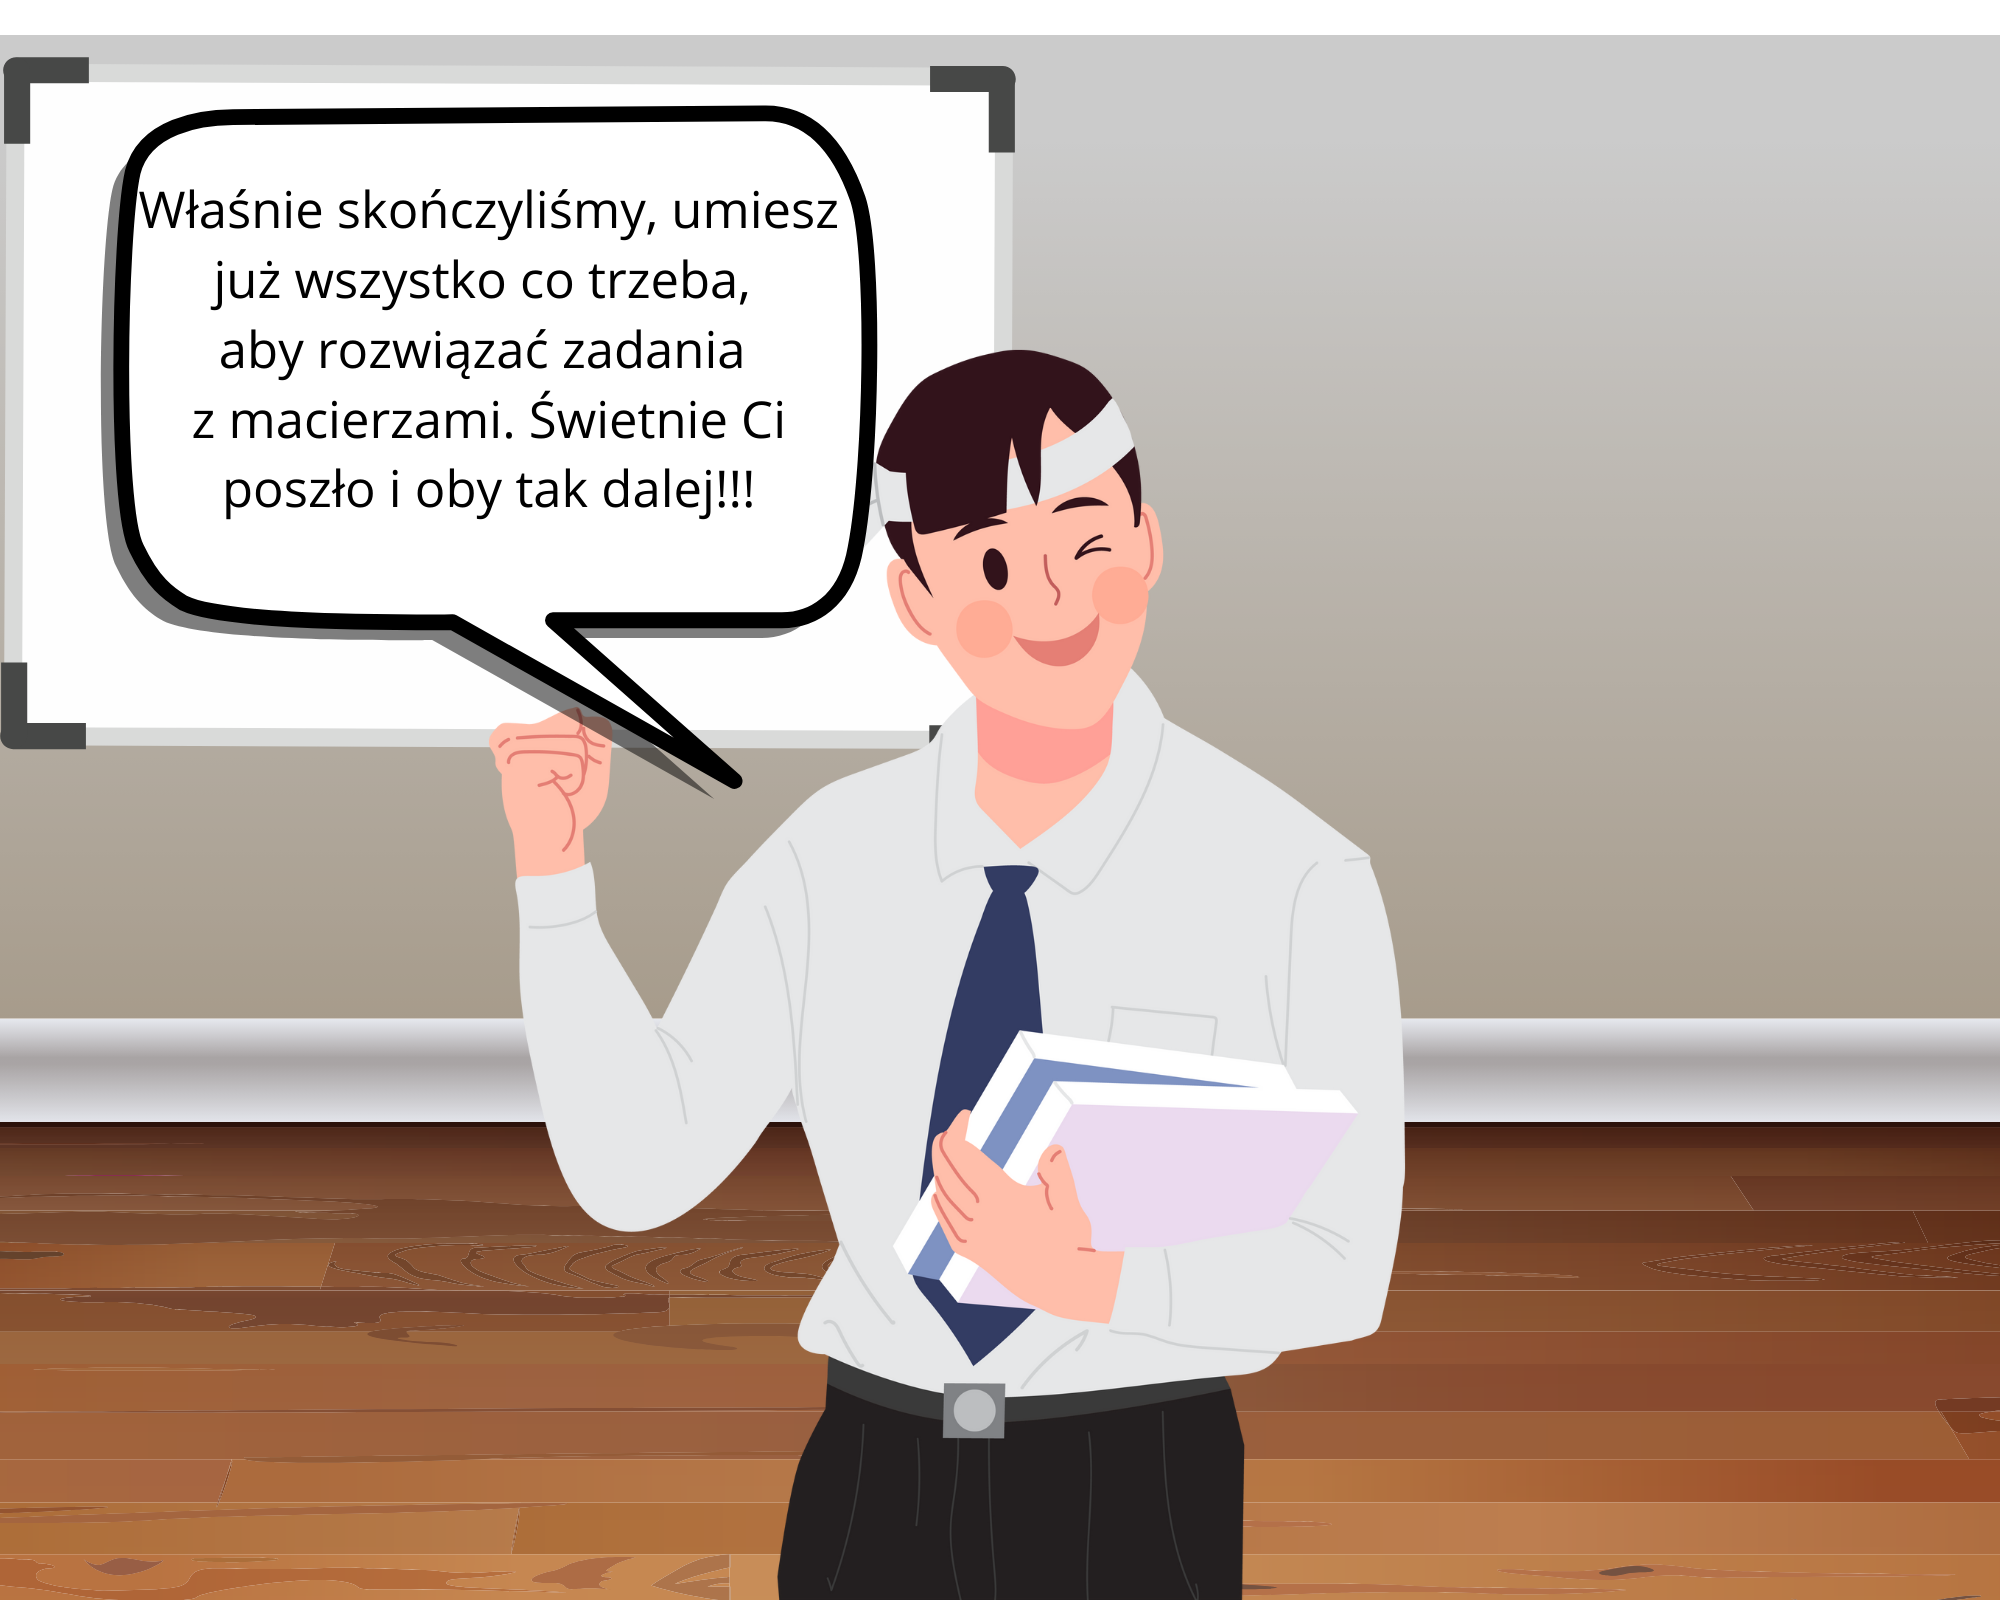 Właśnie skończyliśmy, umiesz
już wszystko co trzeba,
aby rozwiązać zadania
z macierzami. Świetnie Ci
poszło i oby tak dalej!!!